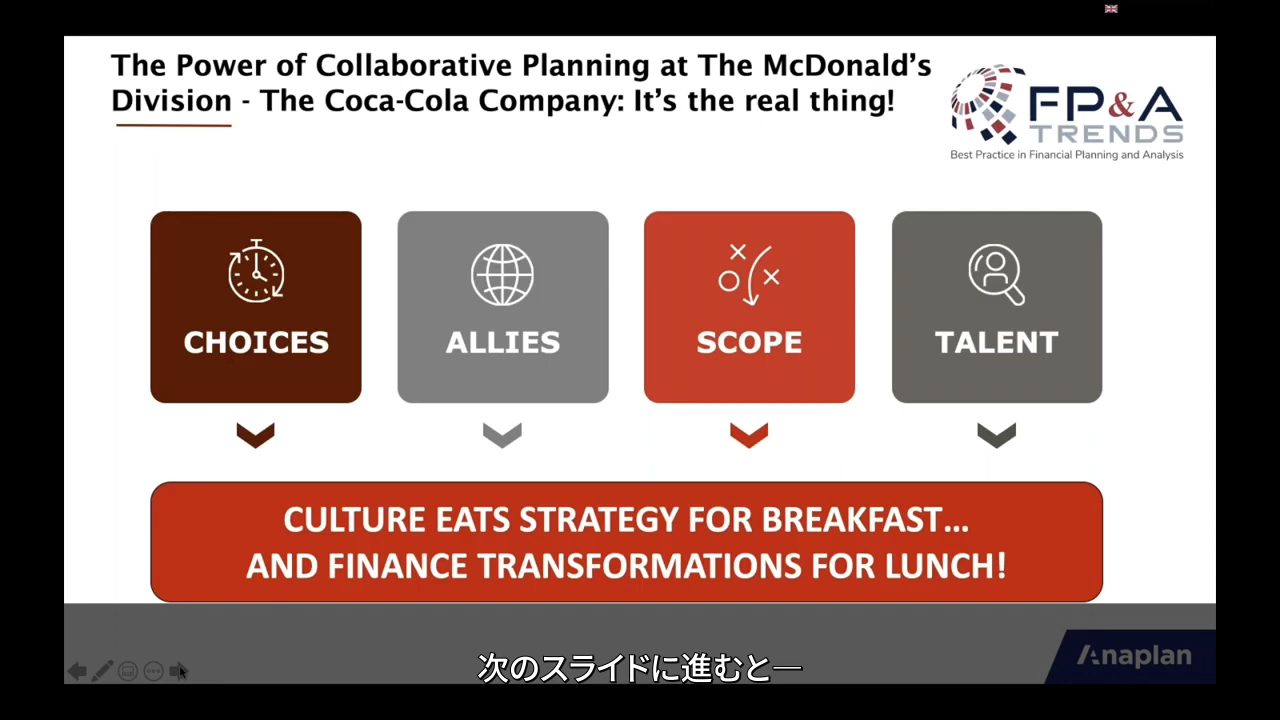 The Power of Collaborative Planning at The McDonald’s
Division - The Coca-Cola Company: It’s the real thing!
FP&A
TRENDS
Best Practice in Financial Planning and Analysis
CHOICES
ALLIES
SCOPE
TALENT
CULTURE EATS STRATEGY FOR BREAKFAST...
AND FINANCE TRANSFORMATIONS FOR LUNCH!
Anaplan
次のスライドに進むと―